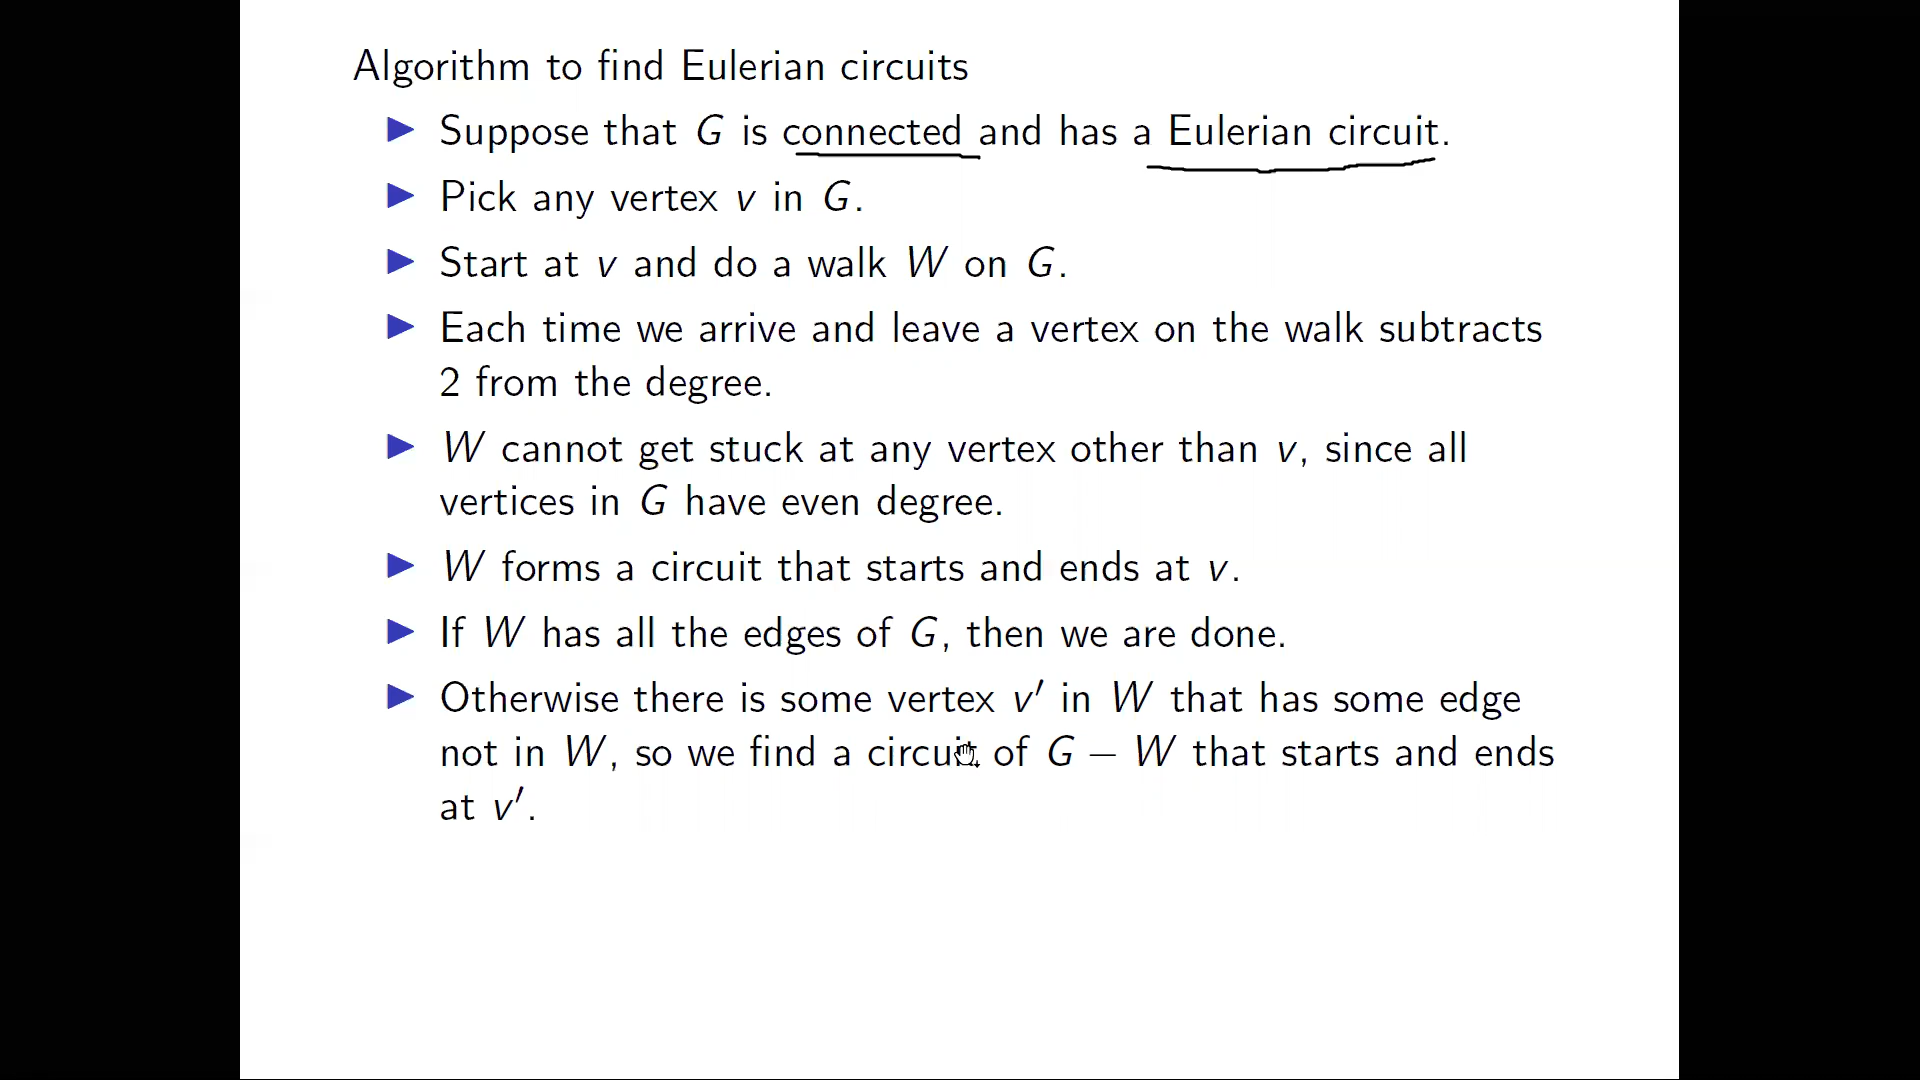 Algorithm to find Eulerian circuits
▶ Suppose that G is connected and has a Eulerian circuit.
▶ Pick any vertex v in G.
▶ Start at v and do a walk W on G.
▶ Each time we arrive and leave a vertex on the walk subtracts
2 from the degree.
▶ W cannot get stuck at any vertex other than v, since all
vertices in G have even degree.
▶ W forms a circuit that starts and ends at v.
▶ If W has all the edges of G, then we are done.
▶ Otherwise there is some vertex v′ in W that has some edge
not in W, so we find a circuit of G − W that starts and ends
at v′.